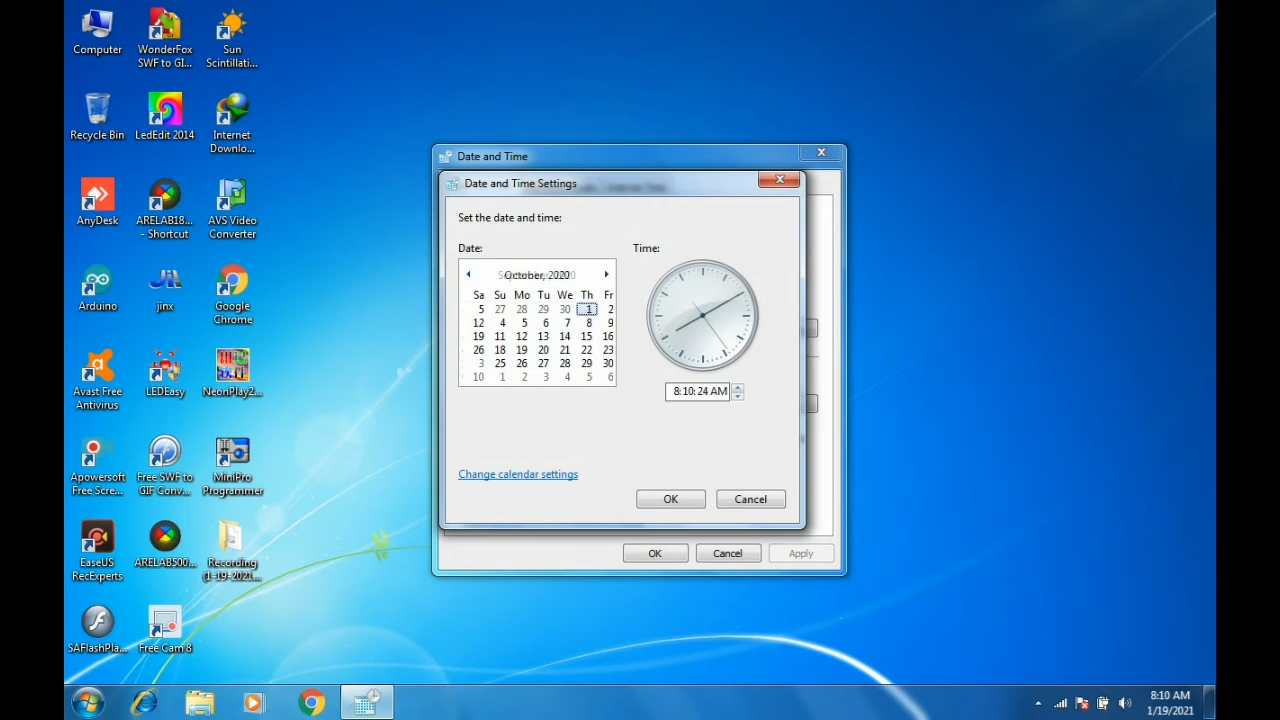 Computer
WonderFox
SWF to GI...
Sun
Scintillati...
Recycle Bin
LedEdit 2014
Internet
Downlo...
AnyDesk
ARELAB18...
- Shortcut
AVS Video
Converter
Arduino
jinx
Google
Chrome
Avast Free
Antivirus
LEDEasy
NeonPlay2...
Apowersoft
Free Scre...
Free SWF to
GIF Conv...
MiniPro
Programmer
EaseUS
RecExperts
ARELAB500...
Recording
(1-19-2021...
SAFlashPla...
Free Cam 8
Date and Time
Date and Time Settings
Set the date and time:
Date:
Time:
October, 2020
Sa Su Mo Tu We Th Fr
5 27 28 29 30 1 2
12 4 5 6 7 8 9
19 11 12 13 14 15 16
26 18 19 20 21 22 23
3 25 26 27 28 29 30
10 1 2 3 4 5 6
8:10:24 AM
Change calendar settings
OK
Cancel
OK
Cancel
Apply
8:10 AM
1/19/2021